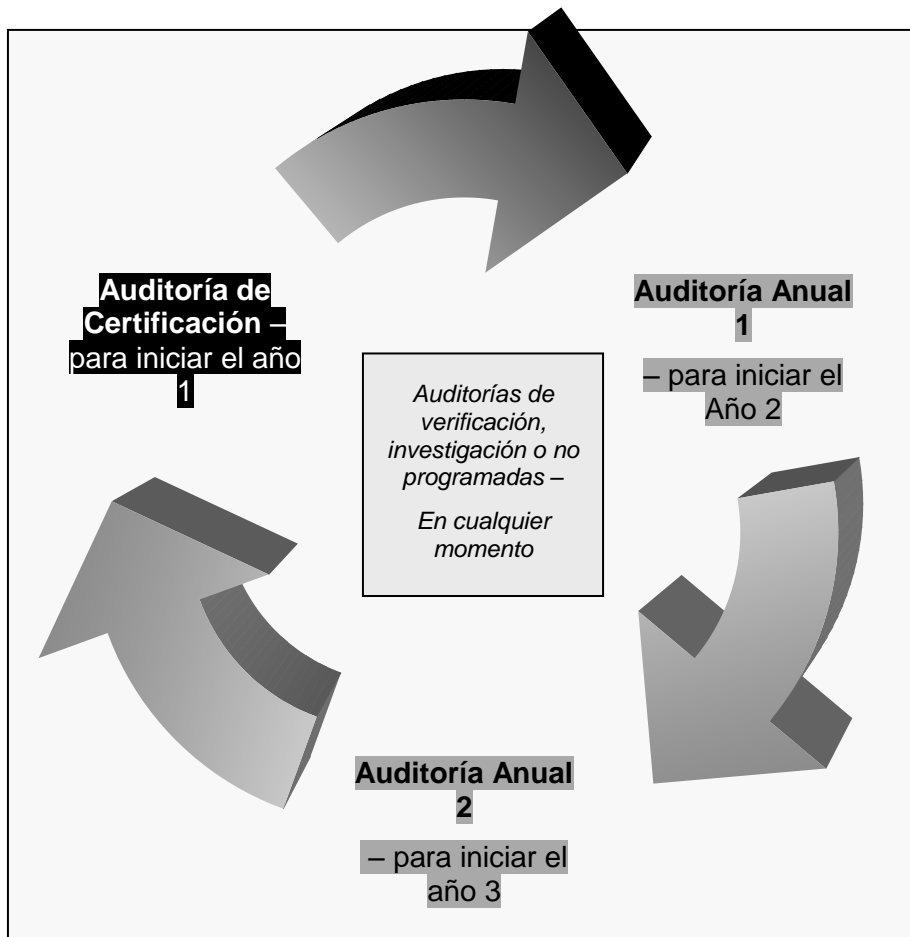 Auditoría de
Certificación –
para iniciar el año
1
Auditoría Anual
1
– para iniciar el
Año 2
Auditorías de
verificación,
investigación o no
programadas –
En cualquier
momento
Auditoría Anual
2
– para iniciar el
año 3